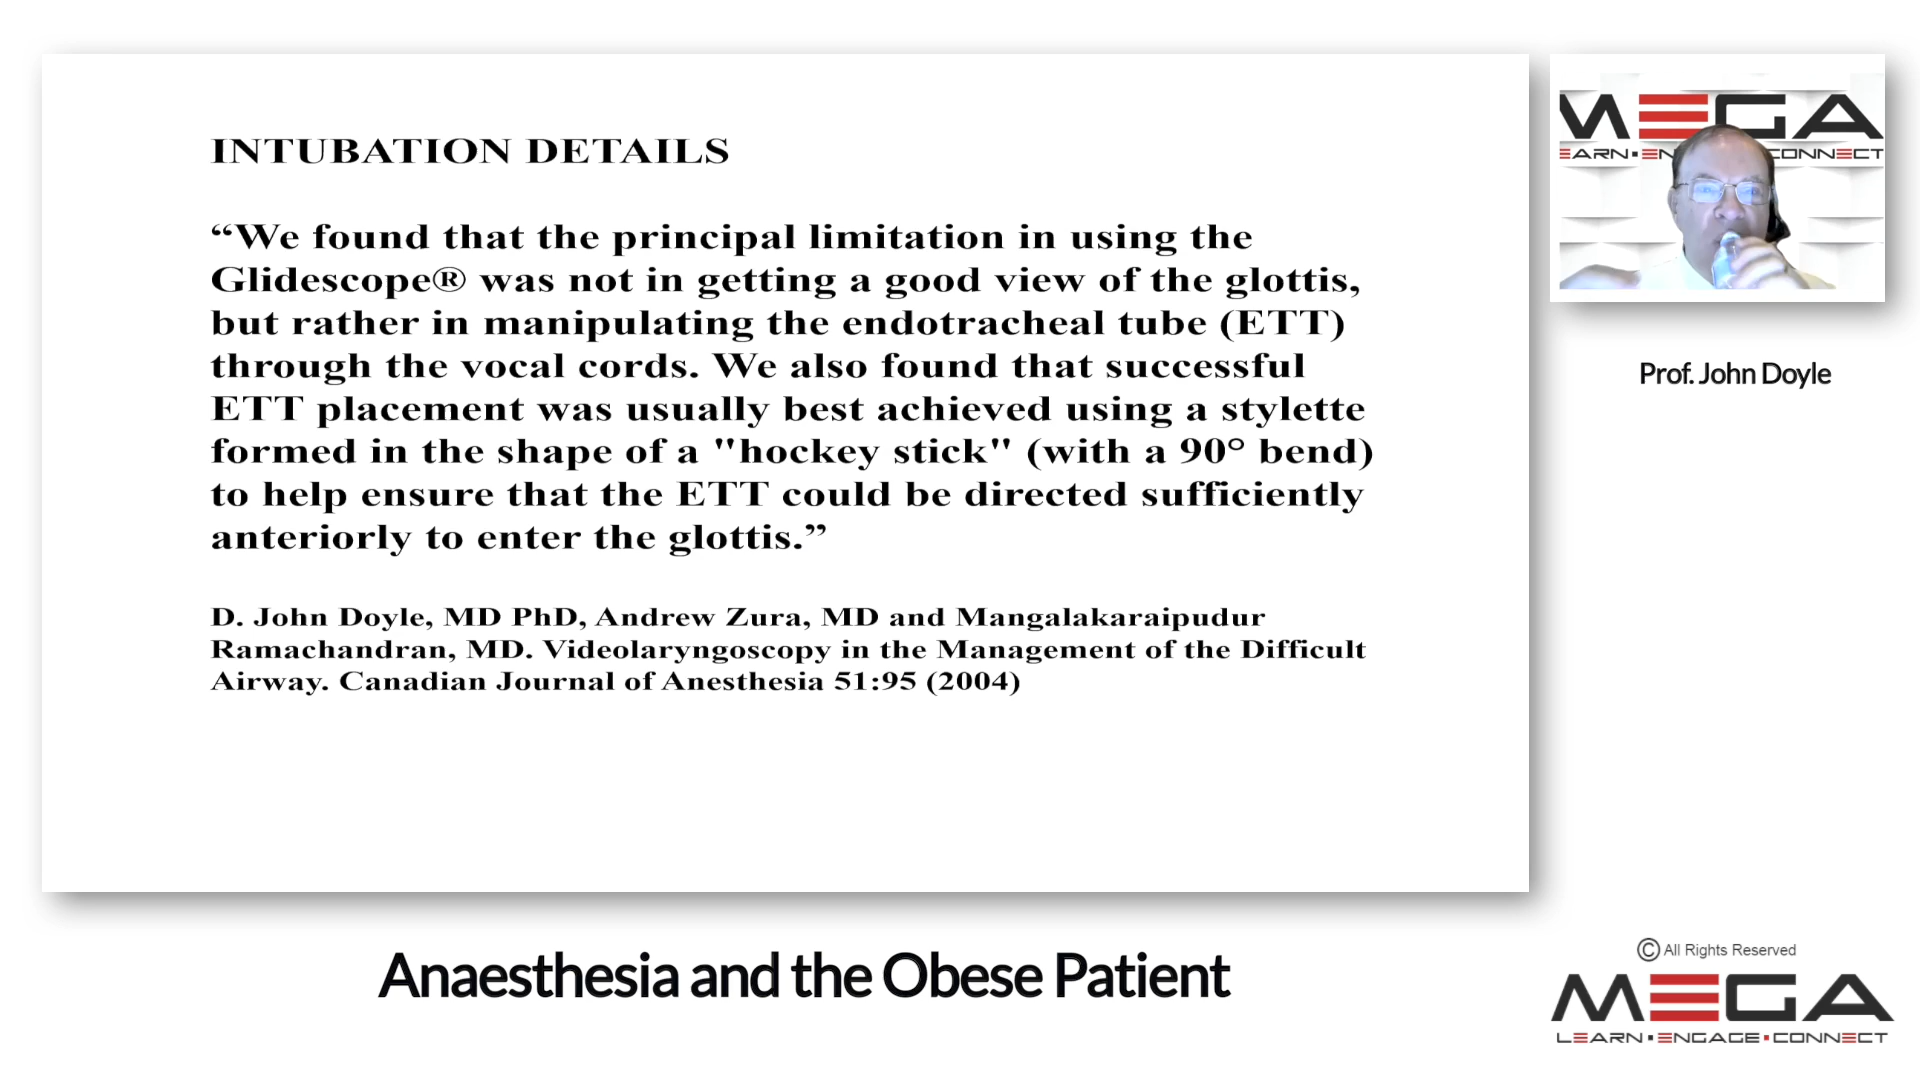 INTUBATION DETAILS
“We found that the principal limitation in using the
Glidescope® was not in getting a good view of the glottis,
but rather in manipulating the endotracheal tube (ETT)
through the vocal cords. We also found that successful
ETT placement was usually best achieved using a stylette
formed in the shape of a "hockey stick" (with a 90° bend)
to help ensure that the ETT could be directed sufficiently
anteriorly to enter the glottis.”
D. John Doyle, MD PhD, Andrew Zura, MD and Mangalakaraipudur
Ramachandran, MD. Videolaryngoscopy in the Management of the Difficult
Airway. Canadian Journal of Anesthesia 51:95 (2004)
MEGA
EARN▪EN CONNECT
Prof. John Doyle
Anaesthesia and the Obese Patient
© All Rights Reserved
MEGA
LEARN▪ENGAGE▪CONNECT